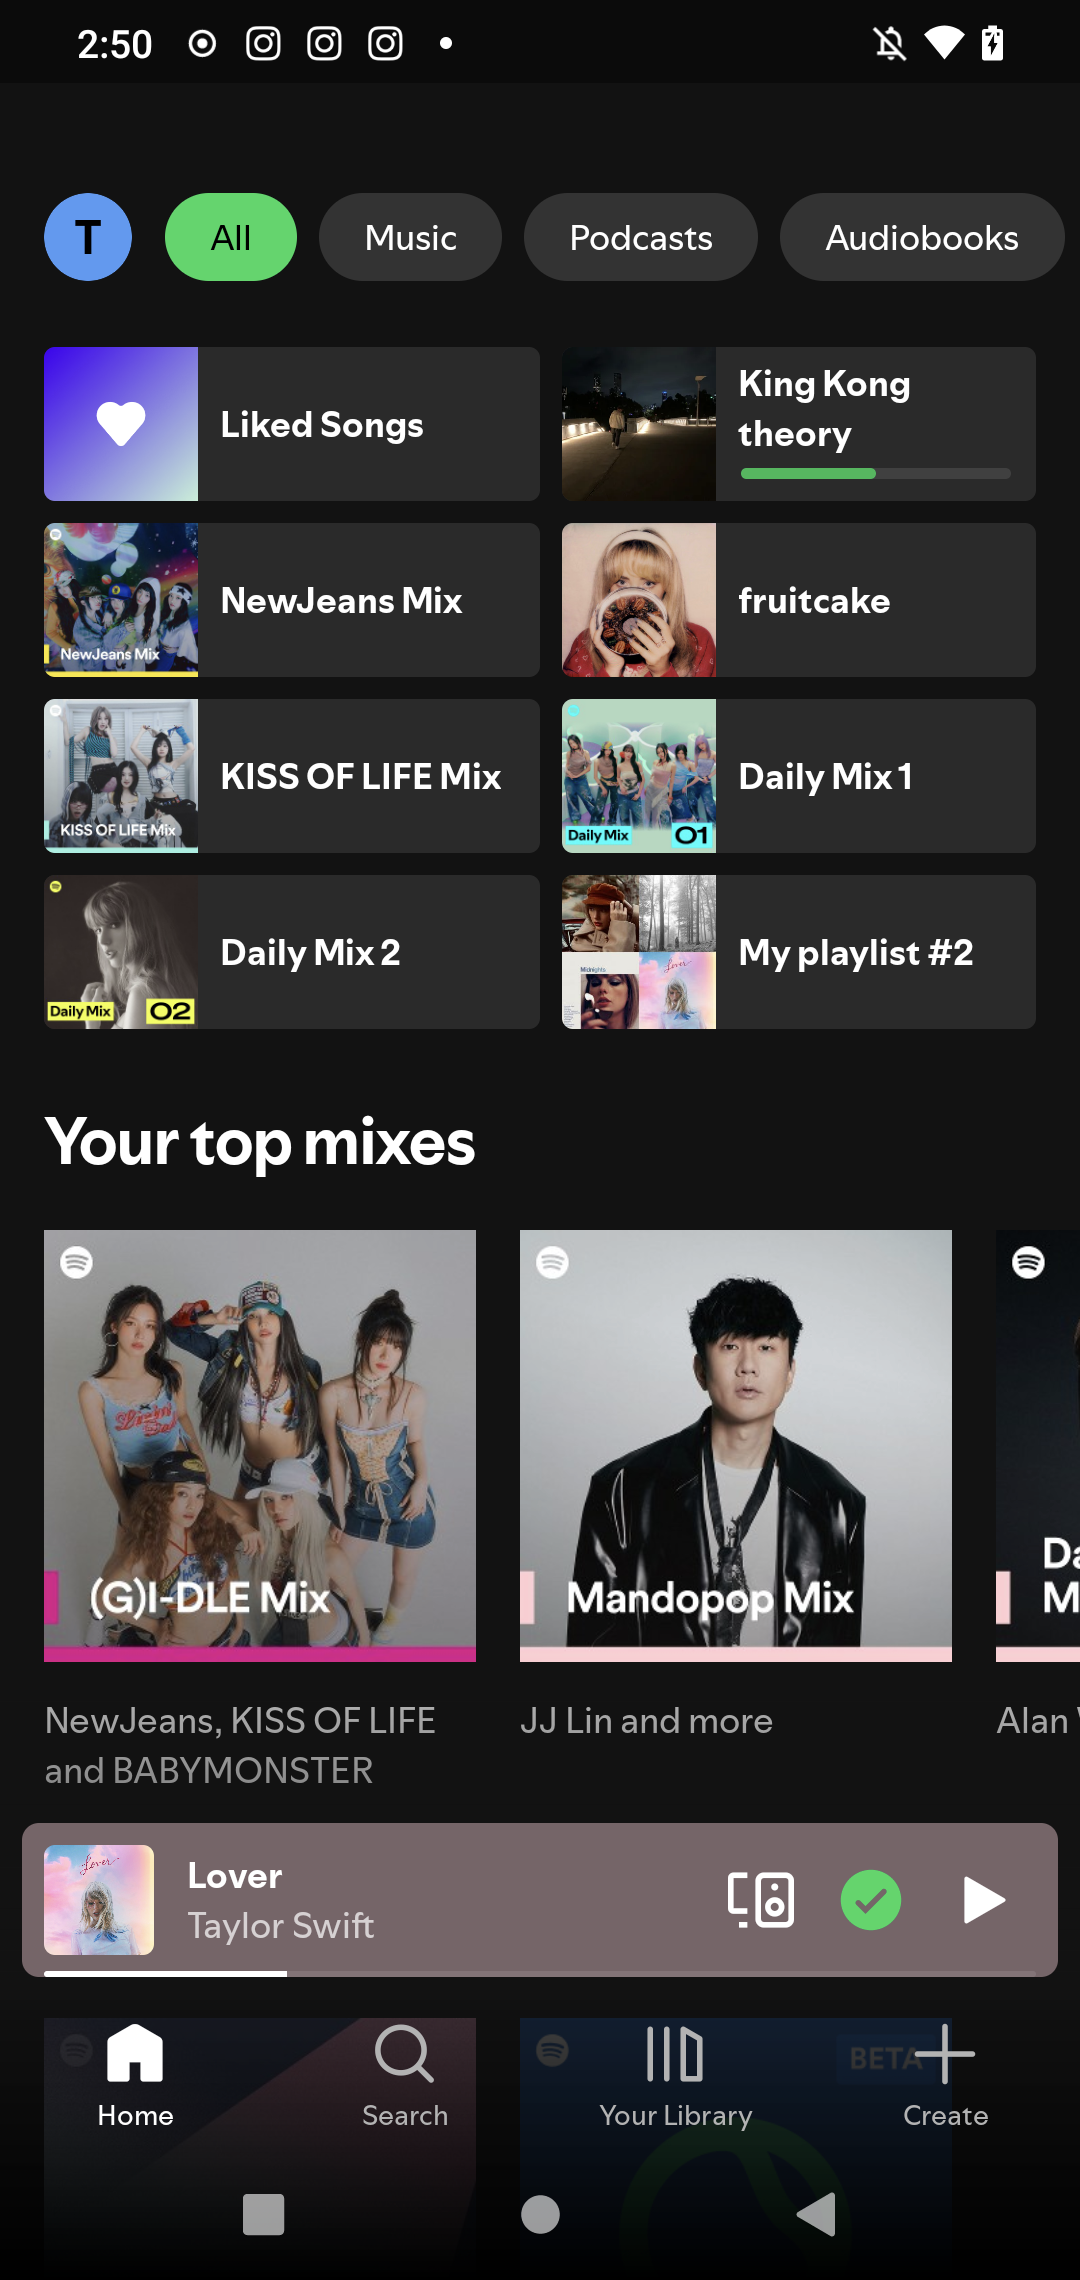 2:50
T
All
Music
Podcasts
Audiobooks
Liked Songs
King Kong
theory
NewJeans Mix
NewJeans Mix
fruitcake
KISS OF LIFE Mix
KISS OF LIFE Mix
Daily Mix 01
Daily Mix 1
Daily Mix 02
Daily Mix 2
Midnights
Lover
My playlist #2
Your top mixes
(G)I-DLE Mix
Mandopop Mix
Da
M
NewJeans, KISS OF LIFE
and BABYMONSTER
JJ Lin and more
Alan
Lover
Lover
Taylor Swift
BETA
Home
Search
Your Library
Create